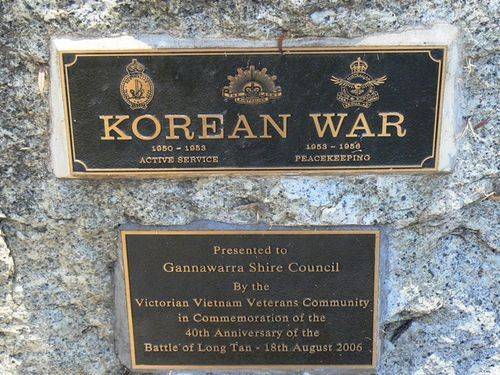 KOREAN WAR
1950 - 1953 1953 - 1956
ACTIVE SERVICE PEACEKEEPING
Presented to
Gannawarra Shire Council
By the
Victorian Vietnam Veterans Community
in Commemoration of the
40th Anniversary of the
Battle of Long Tan - 18th August 2006